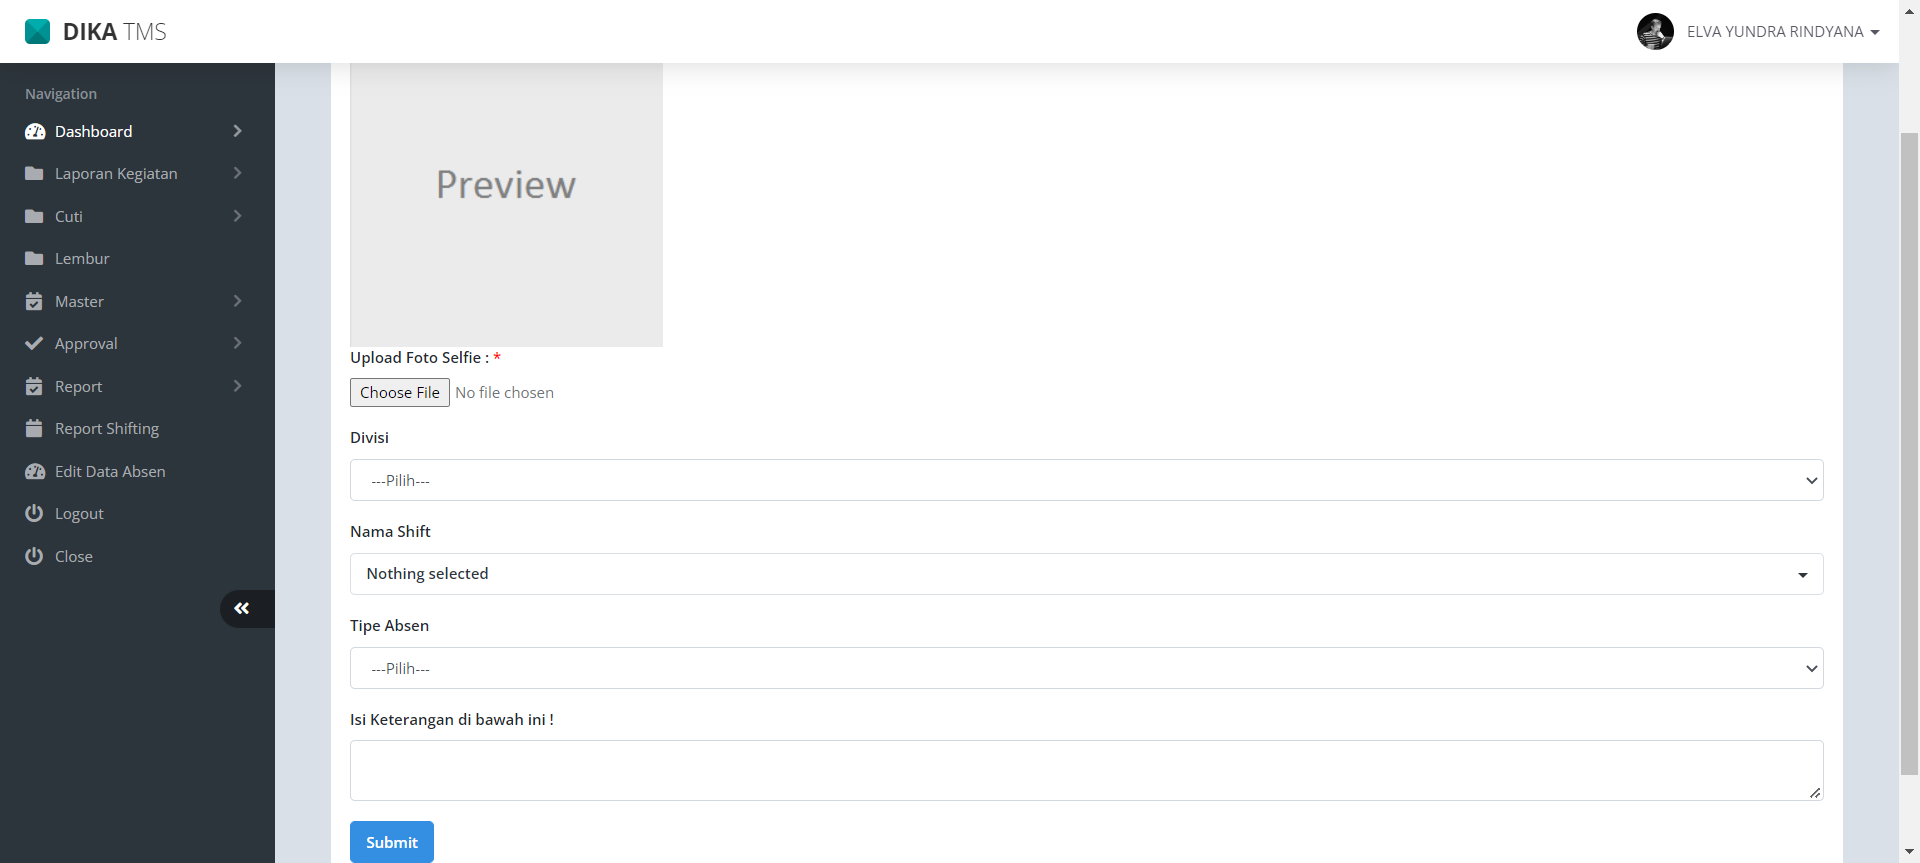 DIKA TMS
ELVA YUNDRA RINDYANA
Navigation
Dashboard
Laporan Kegiatan
Cuti
Lembur
Master
Approval
Report
Report Shifting
Edit Data Absen
Logout
Close
Preview
Upload Foto Selfie : *
Choose File No file chosen
Divisi
---Pilih---
Nama Shift
Nothing selected
Tipe Absen
---Pilih---
Isi Keterangan di bawah ini !
Submit